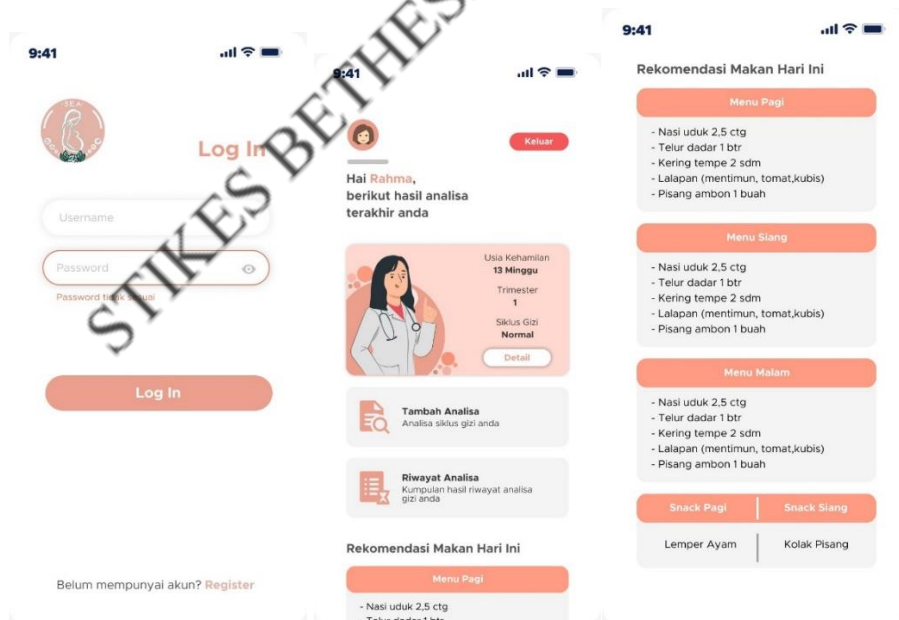 9:41
Log In
Username
Password
Password tidak sesuai
Log In
Belum mempunyai akun? Register
9:41
Keluar
Hai Rahma,
berikut hasil analisa
terakhir anda
Usia Kehamilan
13 Minggu
Trimester
1
Siklus Gizi
Normal
Detail
Tambah Analisa
Analisa siklus gizi anda
Riwayat Analisa
Kumpulan hasil riwayat analisa
gizi anda
Rekomendasi Makan Hari Ini
Menu Pagi
- Nasi uduk 2,5 ctg
- Telur dadar 1 btr
9:41
Rekomendasi Makan Hari Ini
Menu Pagi
- Nasi uduk 2,5 ctg
- Telur dadar 1 btr
- Kering tempe 2 sdm
- Lalapan (mentimun, tomat,kubis)
- Pisang ambon 1 buah
Menu Siang
- Nasi uduk 2,5 ctg
- Telur dadar 1 btr
- Kering tempe 2 sdm
- Lalapan (mentimun, tomat,kubis)
- Pisang ambon 1 buah
Menu Malam
- Nasi uduk 2,5 ctg
- Telur dadar 1 btr
- Kering tempe 2 sdm
- Lalapan (mentimun, tomat,kubis)
- Pisang ambon 1 buah
Snack Pagi
Snack Siang
Lemper Ayam
Kolak Pisang
STIKES BETHES